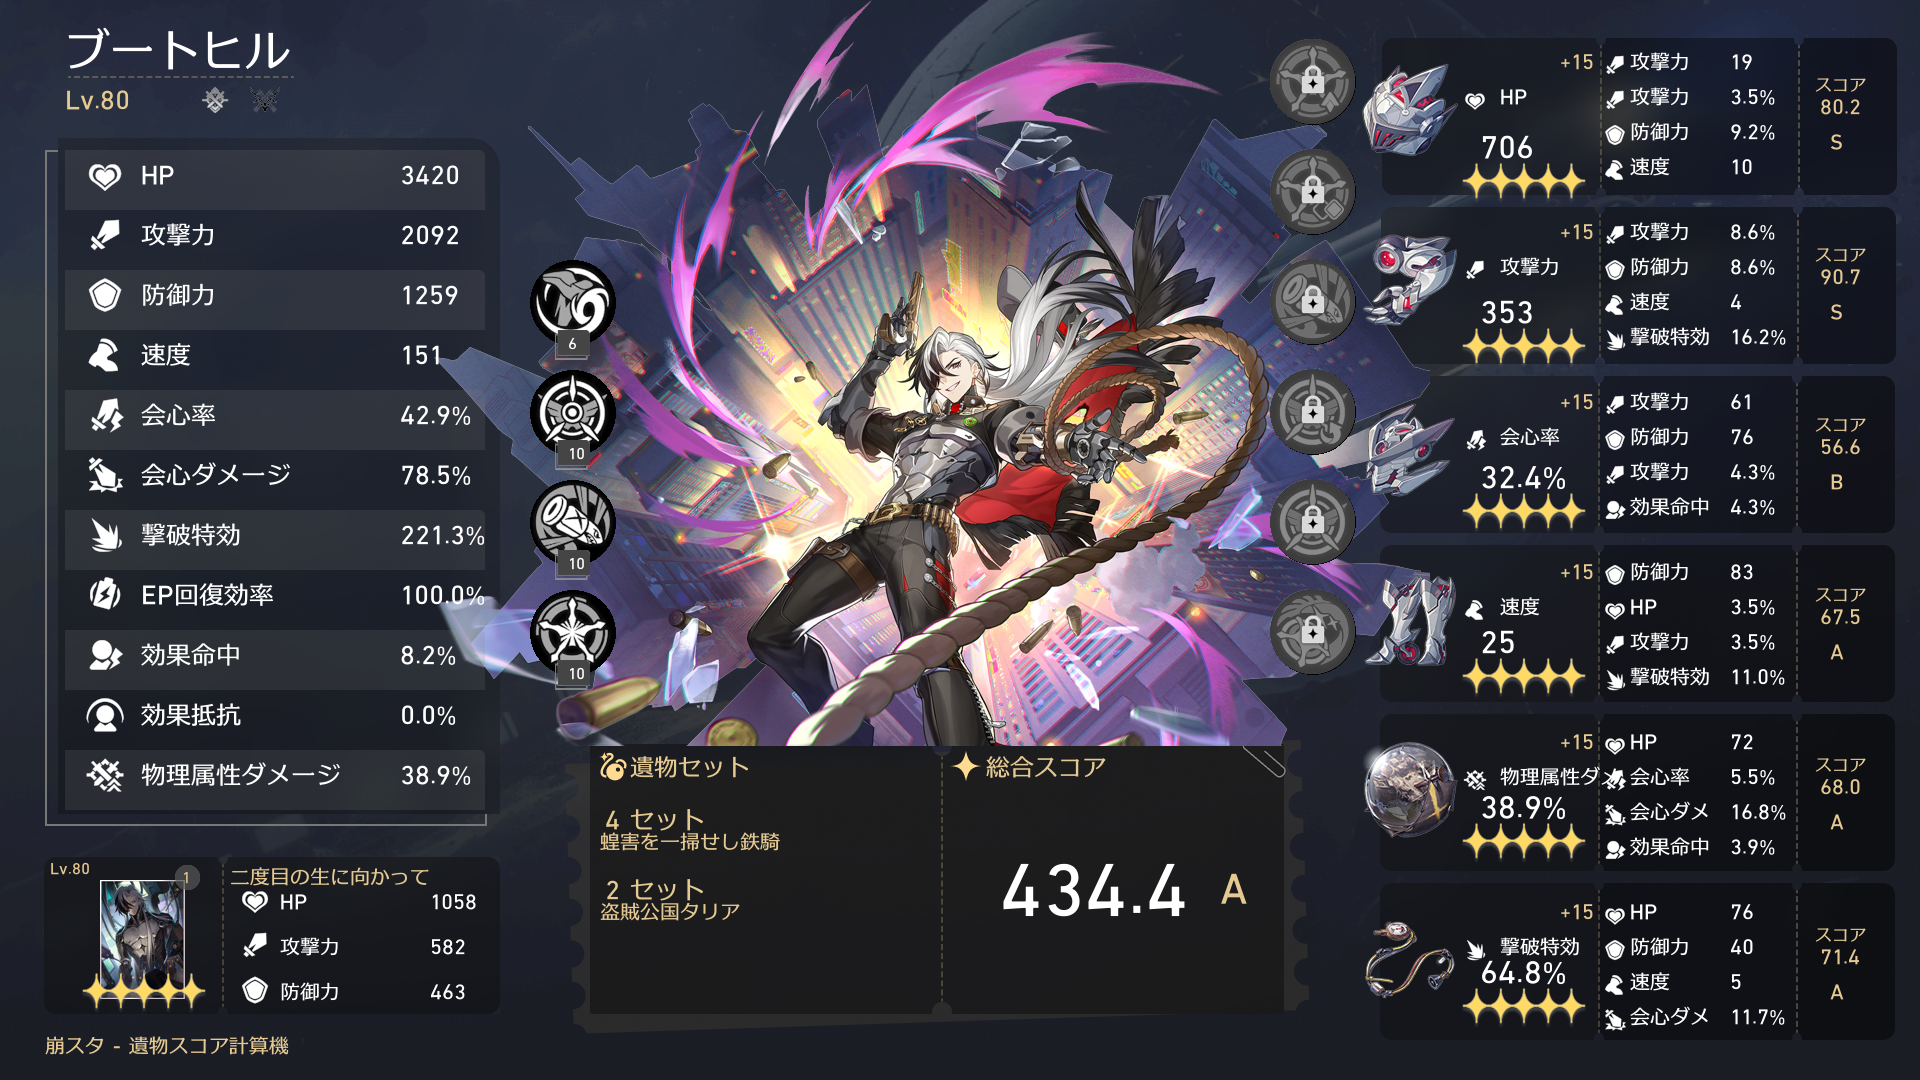 ブートヒル
Lv.80
HP 3420
攻撃力 2092
防御力 1259
速度 151
会心率 42.9%
会心ダメージ 78.5%
撃破特効 221.3%
EP回復効率 100.0%
効果命中 8.2%
効果抵抗 0.0%
物理属性ダメージ 38.9%
Lv.80
1
二度目の生に向かって
HP 1058
攻撃力 582
防御力 463
崩スタ - 遺物スコア計算機
6
10
10
10
遺物セット
4 セット
蝗害を一掃せし鉄騎
2 セット
盗賊公国タリア
総合スコア
434.4 A
+15
HP
706
攻撃力 19
攻撃力 3.5%
防御力 9.2%
速度 10
スコア
80.2
S
+15
攻撃力
353
攻撃力 8.6%
防御力 8.6%
速度 4
撃破特効 16.2%
スコア
90.7
S
+15
会心率
32.4%
攻撃力 61
防御力 76
攻撃力 4.3%
効果命中 4.3%
スコア
56.6
B
+15
速度
25
防御力 83
HP 3.5%
攻撃力 3.5%
撃破特効 11.0%
スコア
67.5
A
+15
物理属性ダメ
38.9%
HP 72
会心率 5.5%
会心ダメ 16.8%
効果命中 3.9%
スコア
68.0
A
+15
撃破特効
64.8%
HP 76
防御力 40
速度 5
会心ダメ 11.7%
スコア
71.4
A